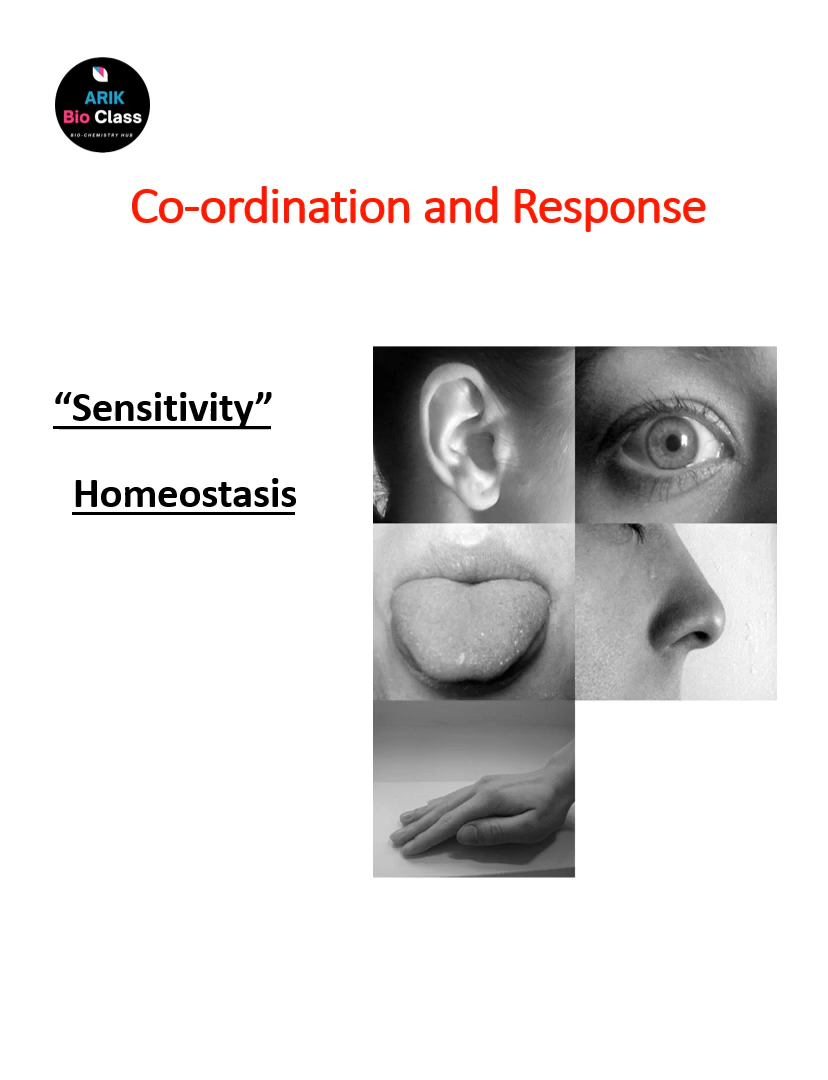 ARIK
Bio Class
BIO-CHEMISTRY HUB
Co-ordination and Response
“Sensitivity”
Homeostasis